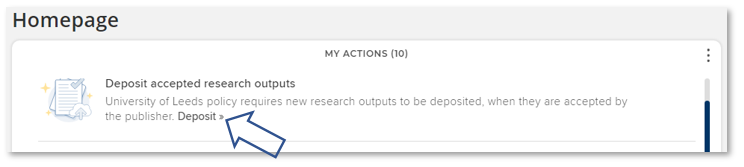 Homepage
MY ACTIONS (10)
Deposit accepted research outputs
University of Leeds policy requires new research outputs to be deposited, when they are accepted by
the publisher. Deposit »